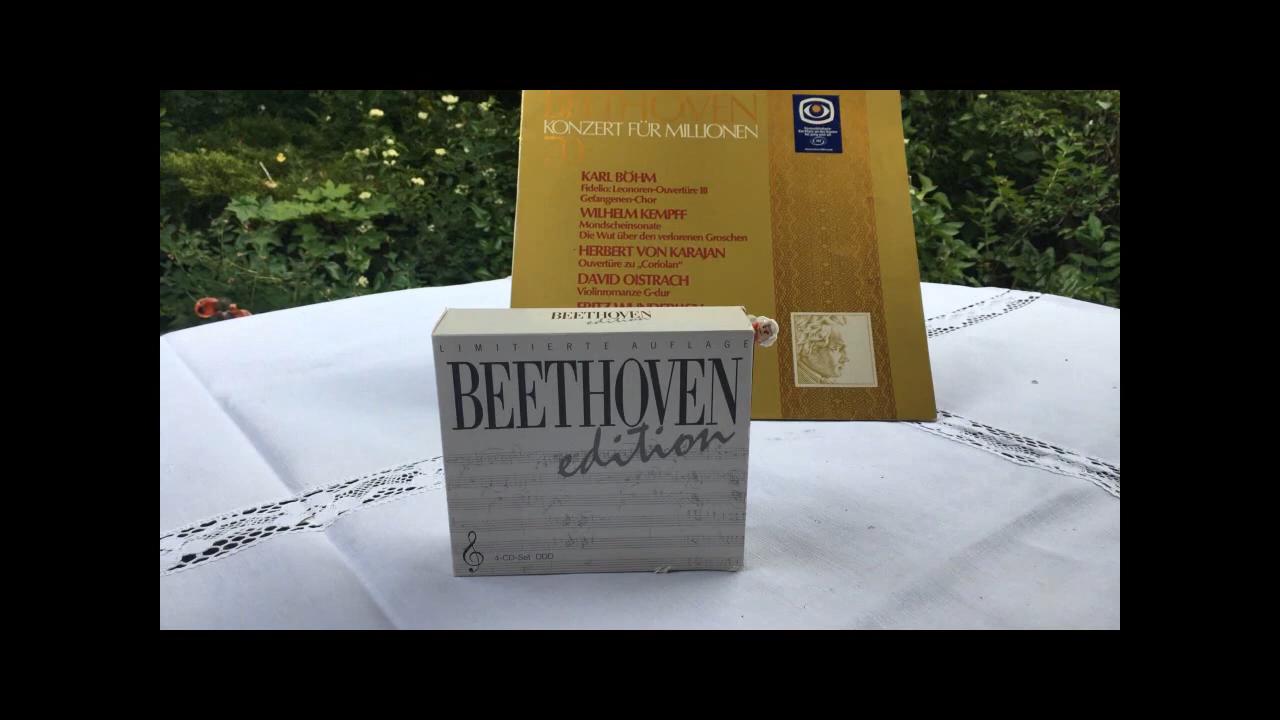 BEETHOVEN
KONZERT FÜR MILLIONEN
KARL BÖHM
Fidelio: Leonoren-Ouvertüre III
Gefangenen-Chor
WILHELM KEMPFF
Mondscheinsonate
Die Wut über den verlorenen Groschen
HERBERT VON KARAJAN
Ouvertüre zu „Coriolan“
DAVID OISTRACH
Violinromanze G-dur
BEETHOVEN
edition
LIMITIERTE AUFLAGE
BEETHOVEN
edition
4-CD-Set DDD